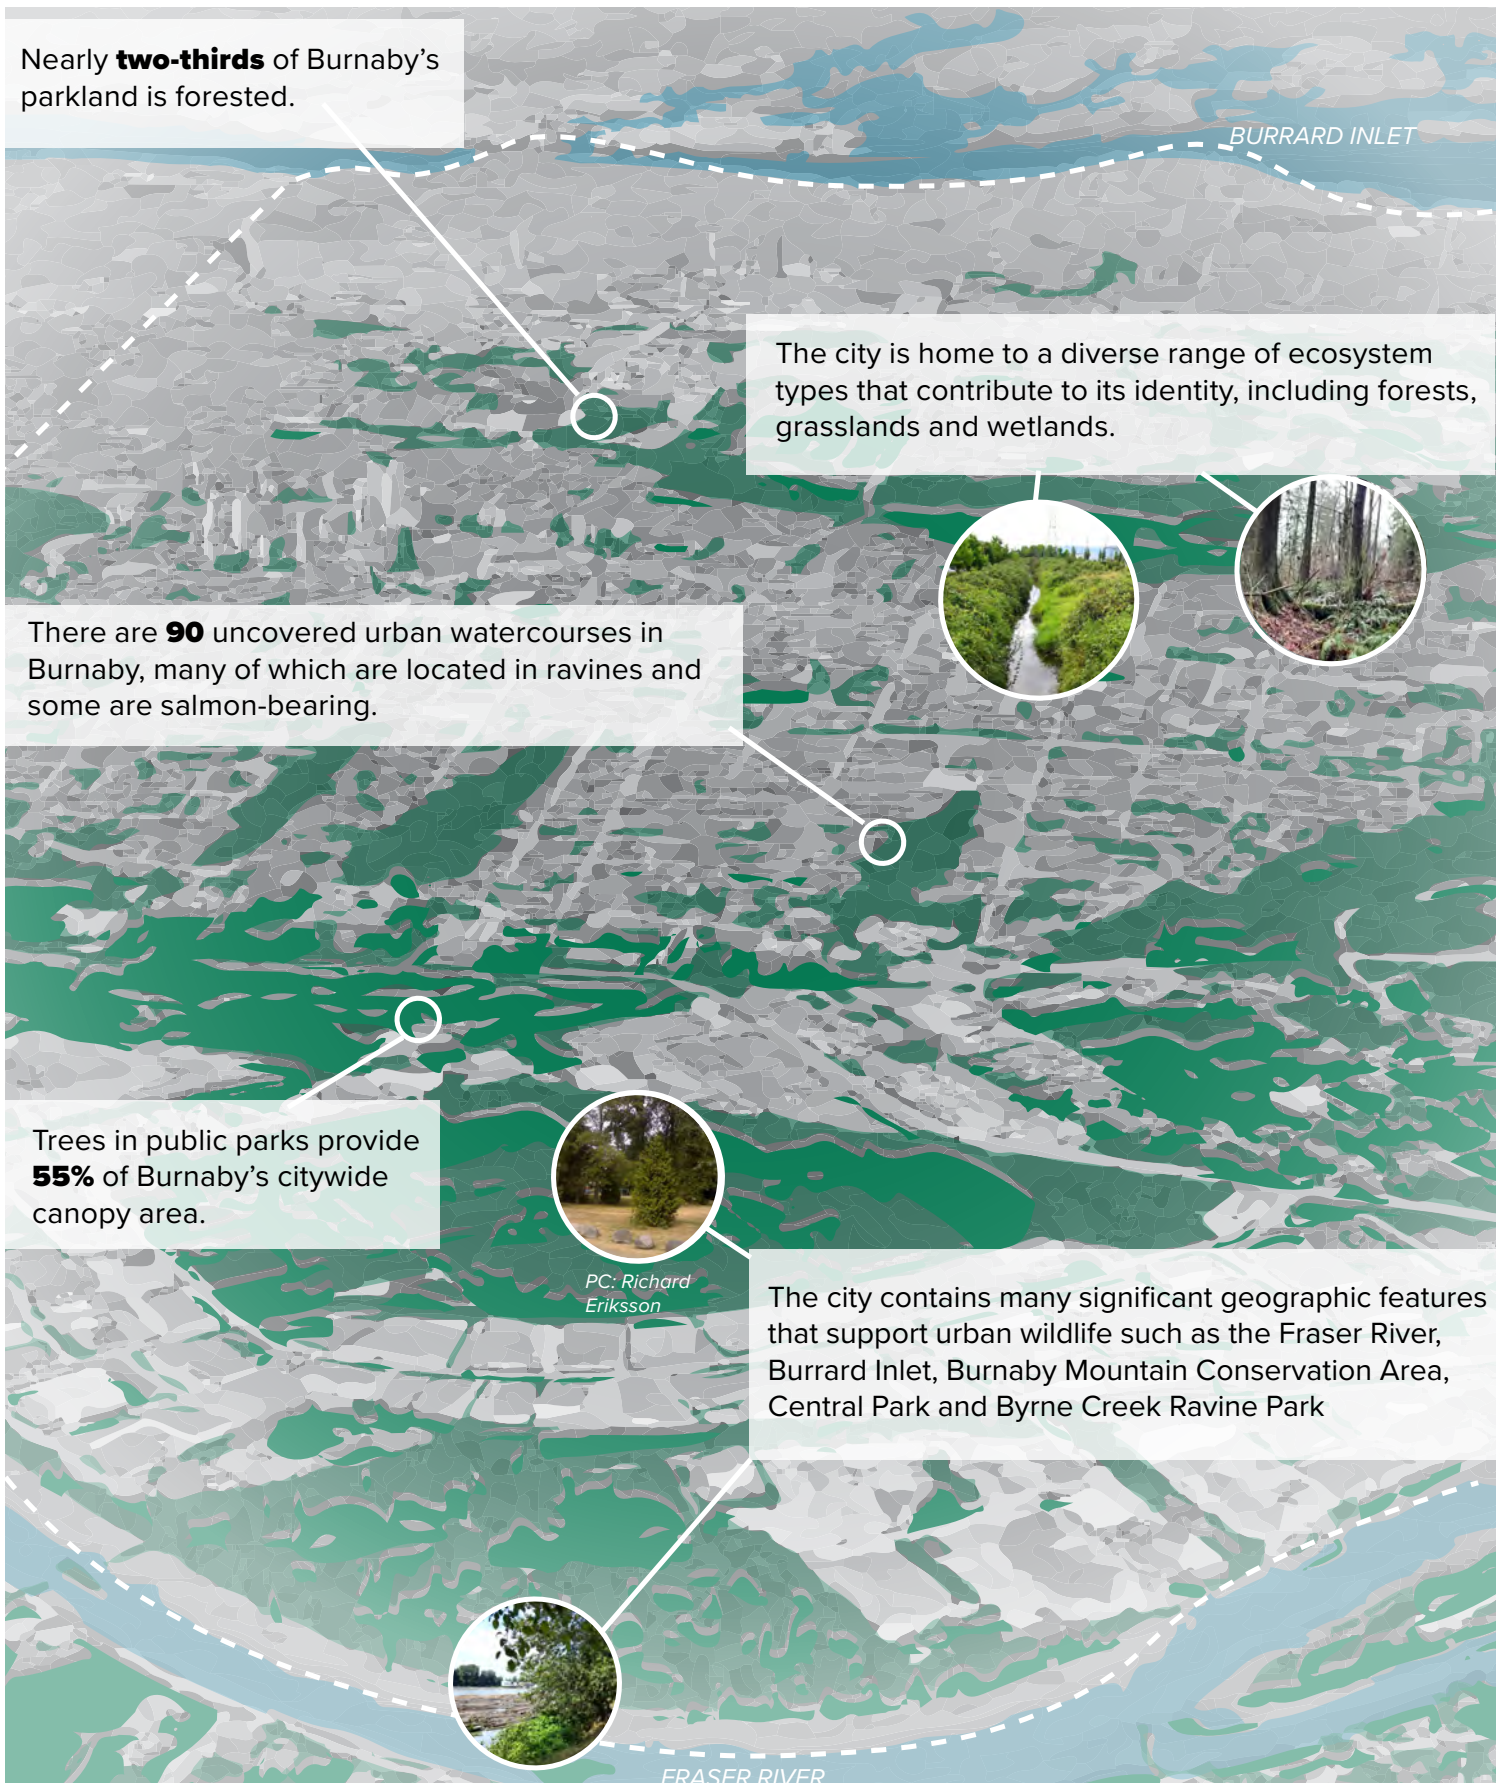 Nearly two-thirds of Burnaby's
parkland is forested.
BURRARD INLET
The city is home to a diverse range of ecosystem
types that contribute to its identity, including forests,
grasslands and wetlands.
There are 90 uncovered urban watercourses in
Burnaby, many of which are located in ravines and
some are salmon-bearing.
Trees in public parks provide
55% of Burnaby's citywide
canopy area.
PC: Richard
Eriksson
The city contains many significant geographic features
that support urban wildlife such as the Fraser River,
Burrard Inlet, Burnaby Mountain Conservation Area,
Central Park and Byrne Creek Ravine Park
FRASER RIVER